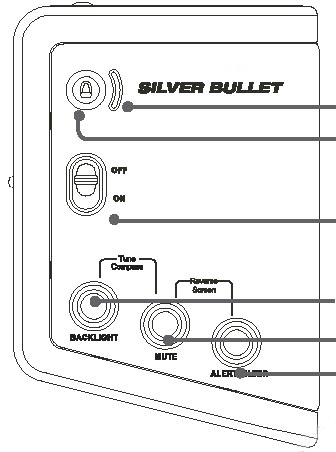 SILVER BULLET
OFF
ON
Tune
Compass
Reverse
Screen
BACKLIGHT
MUTE